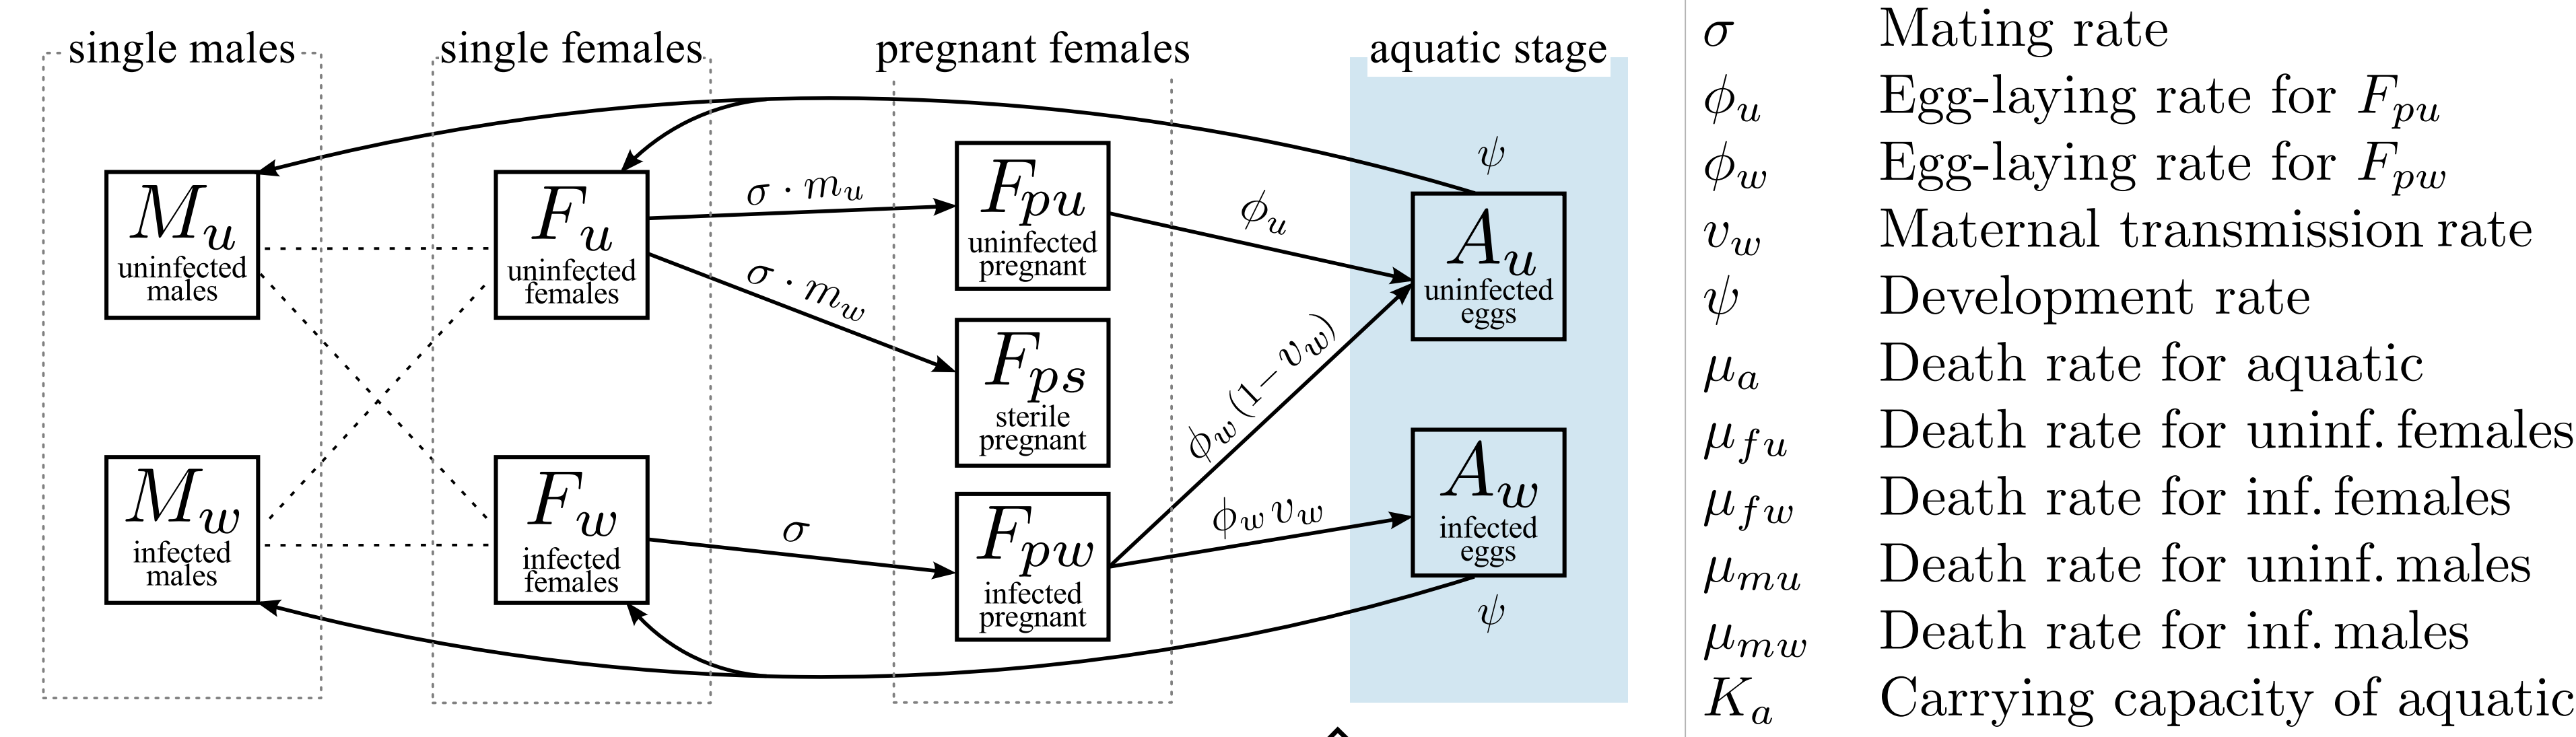 single males
single females
pregnant females
aquatic stage
M_u
uninfected
males
F_u
uninfected
females
σ · m_u
σ · m_w
F_pu
uninfected
pregnant
F_ps
sterile
pregnant
M_w
infected
males
F_w
infected
females
σ
F_pw
infected
pregnant
ϕ_u
ϕ_w (1−v_w)
ϕ_w v_w
ψ
A_u
uninfected
eggs
A_w
infected
eggs
ψ
σ Mating rate
ϕ_u Egg-laying rate for F_pu
ϕ_w Egg-laying rate for F_pw
v_w Maternal transmission rate
ψ Development rate
μ_a Death rate for aquatic
μ_fu Death rate for uninf. females
μ_fw Death rate for inf. females
μ_mu Death rate for uninf. males
μ_mw Death rate for inf. males
K_a Carrying capacity of aquatic